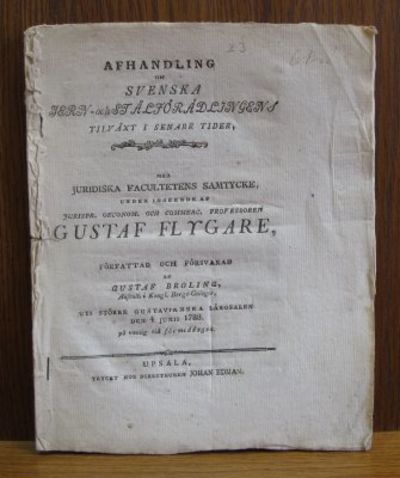 23
AFHANDLING
OM
SVENSKA
JERN- och STÅLFÖRÄDLINGENS
TILVÄXT I SENARE TIDER,
MED
JURIDISKA FACULTETENS SAMTYCKE,
UNDER INSEENDE AF
JURISPR. OECONOM. OCH COMMERC. PROFESSOREN
GUSTAF FLYGARE,
FÖRFATTAD OCH FÖRSVARAD
AF
GUSTAF BROLING,
i Kongl. Bergs-Collegio,
UTI STÖRRE GUSTAVIANSKA LÄROSALEN
DEN 4 JUNII 1788.
på vanlig tid förmiddagen.
UPSALA,
TRYCKT HOS DIRECTEUREN JOHAN EDMAN.